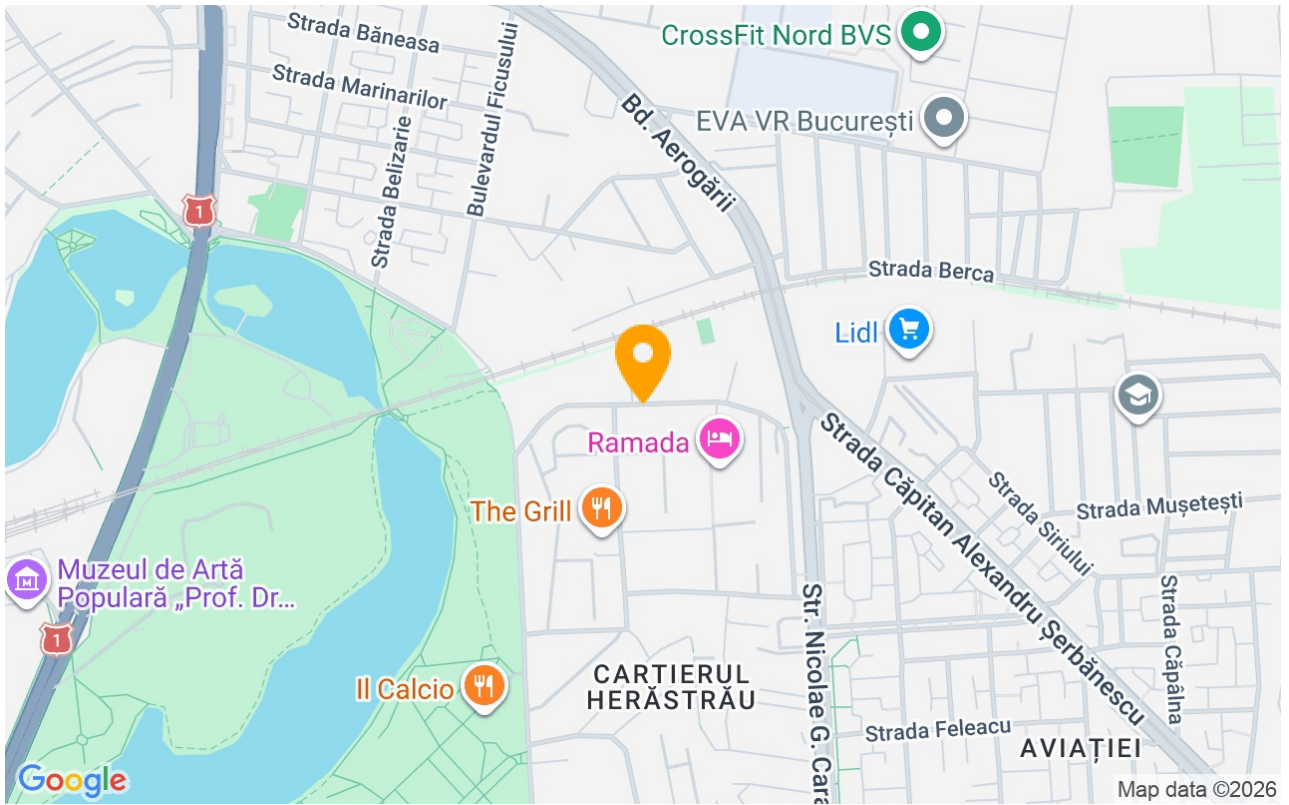 Strada Băneasa
CrossFit Nord BVS
Strada Marinarilor
Bulevardul Ficusului
Bd. Aerogării
EVA VR București
Strada Belizarie
1
Strada Berca
Lidl
Ramada
Strada Căpitan Alexandru Șerbănescu
The Grill
Strada Siriului
Strada Mușetești
Muzeul de Artă
Populară „Prof. Dr...
M
1
Str. Nicolae G. Cara
Strada Căpâlna
CARTIERUL
HERĂSTRĂU
Il Calcio
Strada Feleacu
AVIAȚIEI
Google
Map data ©2026